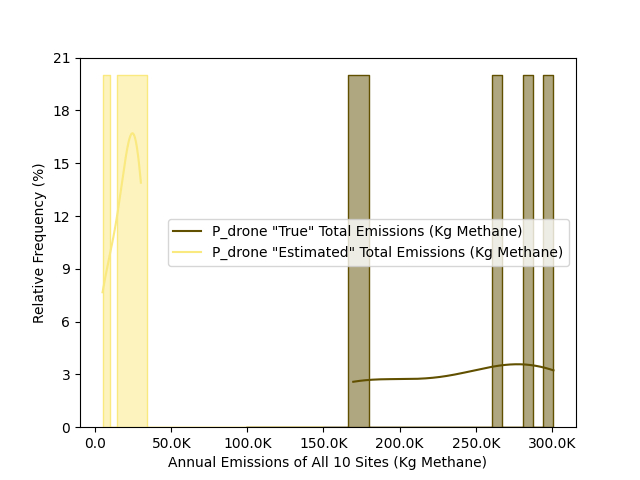 21
18
15
12
9
6
3
0
Relative Frequency (%)
P_drone "True" Total Emissions (Kg Methane)
P_drone "Estimated" Total Emissions (Kg Methane)
0.0 50.0K 100.0K 150.0K 200.0K 250.0K 300.0K
Annual Emissions of All 10 Sites (Kg Methane)